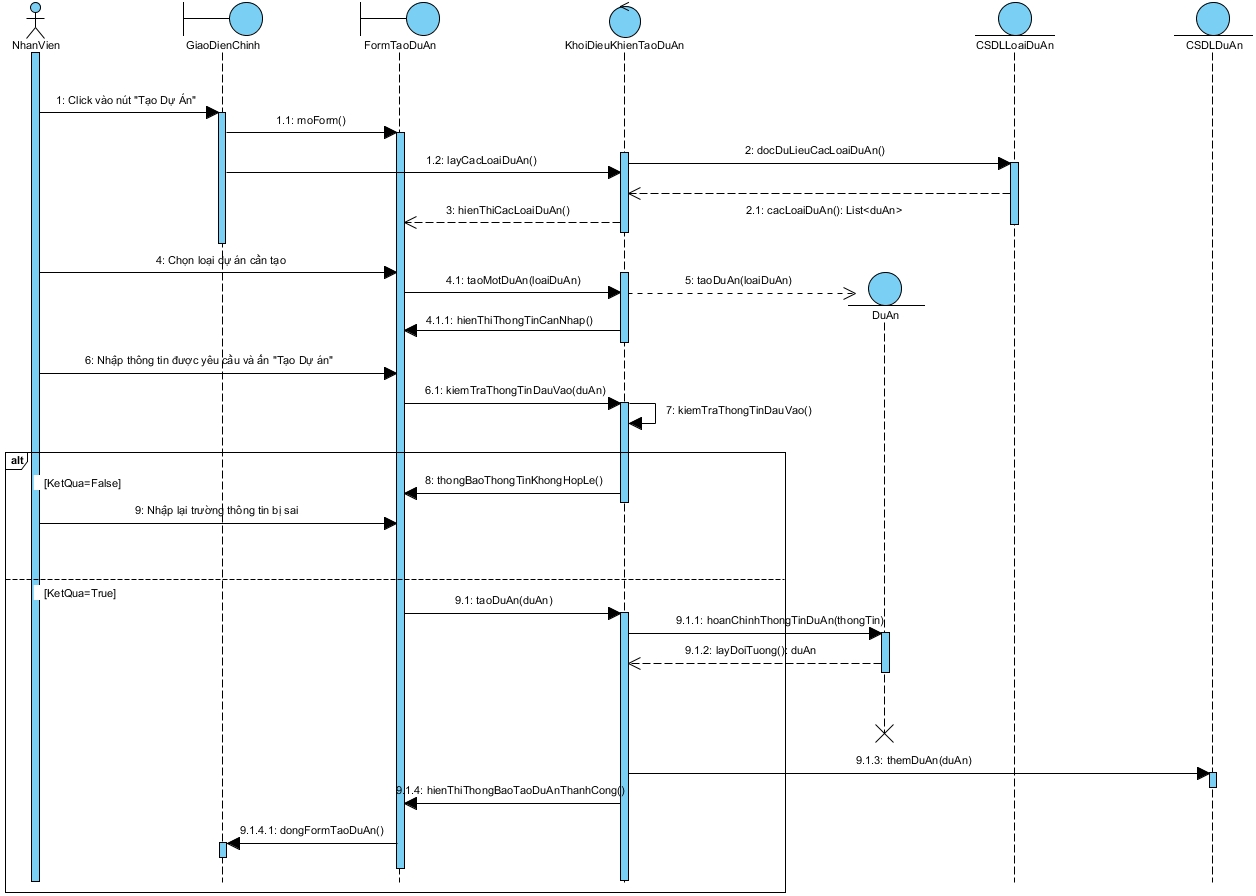 NhanVien
GiaoDienChinh
FormTaoDuAn
KhoiDieuKhienTaoDuAn
CSDLLoaiDuAn
CSDLDuAn
1: Click vào nút "Tạo Dự Án"
1.1: moForm()
1.2: layCacLoaiDuAn()
2: docDuLieuCacLoaiDuAn()
2.1: cacLoaiDuAn(): List<duAn>
3: hienThiCacLoaiDuAn()
4: Chọn loại dự án cần tạo
4.1: taoMotDuAn(loaiDuAn)
5: taoDuAn(loaiDuAn)
DuAn
4.1.1: hienThiThongTinCanNhap()
6: Nhập thông tin được yêu cầu và ấn "Tạo Dự án"
6.1: kiemTraThongTinDauVao(duAn)
7: kiemTraThongTinDauVao()
alt
[KetQua=False]
8: thongBaoThongTinKhongHopLe()
9: Nhập lại trường thông tin bị sai
[KetQua=True]
9.1: taoDuAn(duAn)
9.1.1: hoanChinhThongTinDuAn(thongTin)
9.1.2: layDoiTuong(): duAn
9.1.3: themDuAn(duAn)
9.1.4: hienThiThongBaoTaoDuAnThanhCong()
9.1.4.1: dongFormTaoDuAn()